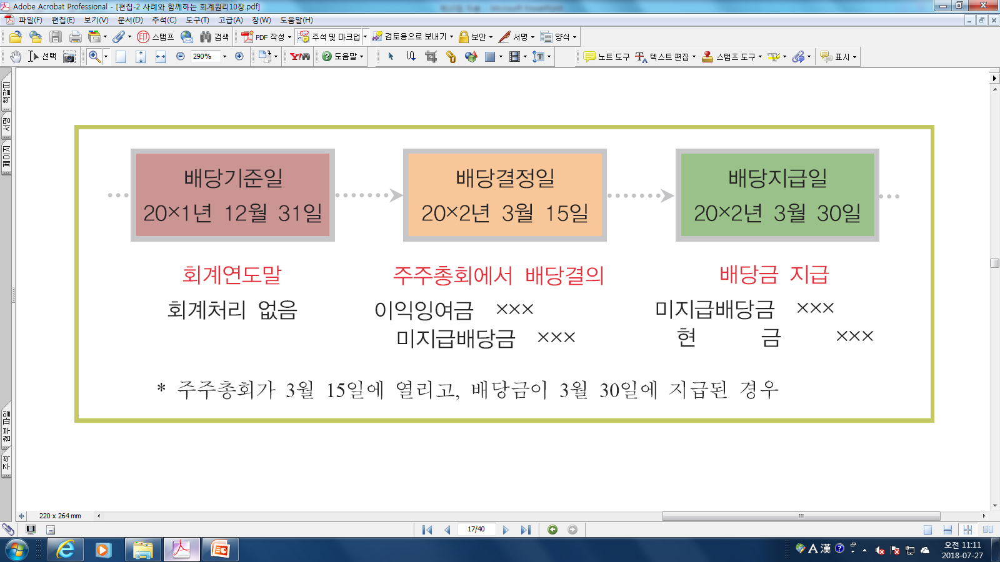 Adobe Acrobat Professional - [편집-2 사례와 함께하는 회계원리10장.pdf]
파일(F) 편집(E) 보기(V) 문서(D) 주석(C) 도구(T) 고급(A) 창(W) 도움말(H)
스탬프 검색 PDF 작성 주석 및 마크업 검토용으로 보내기 보안 서명 양식
선택 290% Y! 도움말 노트 도구 텍스트 편집 스탬프 도구 표시
책갈피
서명
페이지
배당기준일
20×1년 12월 31일
배당결정일
20×2년 3월 15일
배당지급일
20×2년 3월 30일
회계연도말
회계처리 없음
주주총회에서 배당결의
이익잉여금 ×××
미지급배당금 ×××
배당금 지급
미지급배당금 ×××
현 금 ×××
* 주주총회가 3월 15일에 열리고, 배당금이 3월 30일에 지급된 경우
첨부 파일
주석
220 x 264 mm
17/40
A 漢
오전 11:11
2018-07-27